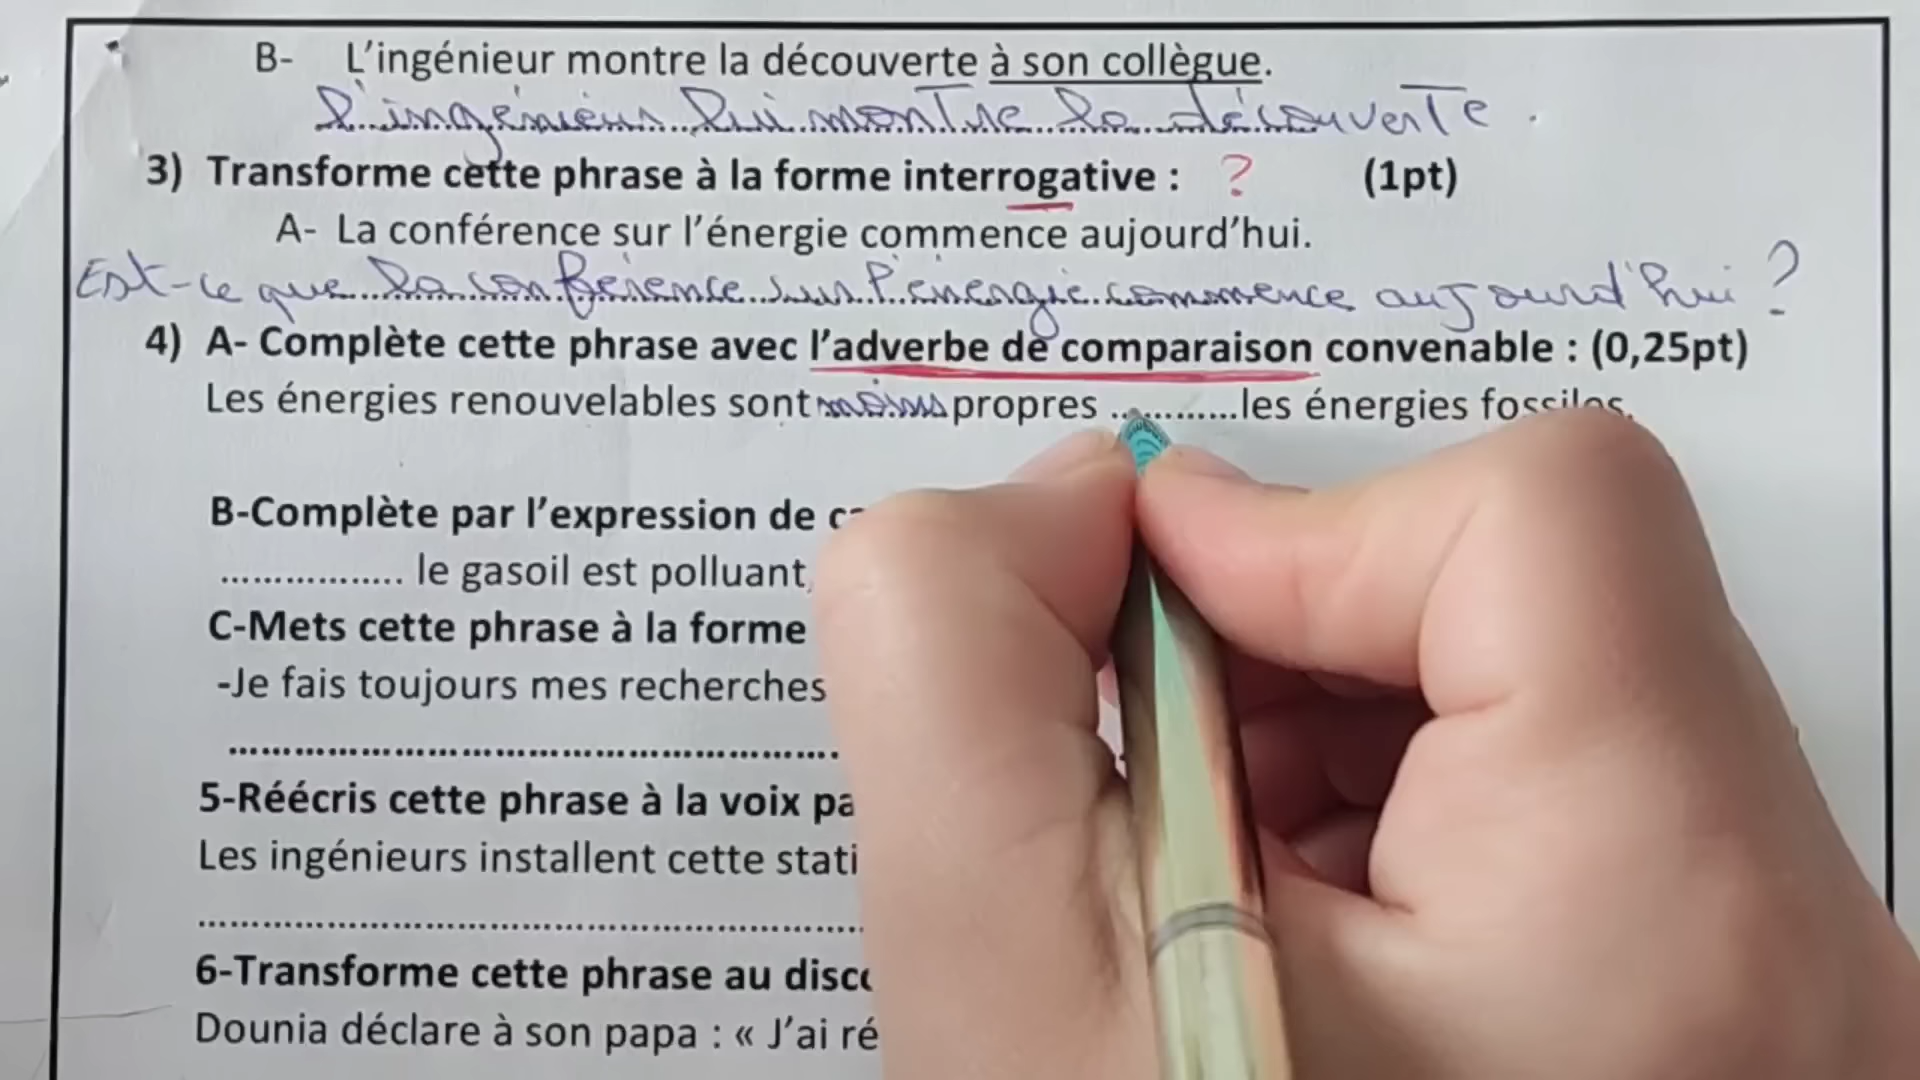 B- L’ingénieur montre la découverte à son collègue.
L'ingénieur lui montre la découverte.
3) Transforme cette phrase à la forme interrogative : ? (1pt)
A- La conférence sur l’énergie commence aujourd’hui.
Est-ce que la conférence sur l'énergie commence aujourd'hui ?
4) A- Complète cette phrase avec l’adverbe de comparaison convenable : (0,25pt)
Les énergies renouvelables sont moins propres ........... les énergies fossiles.
B-Complète par l’expression de
................. le gasoil est polluant,
C-Mets cette phrase à la forme
-Je fais toujours mes recherches
..........................................................
5-Réécris cette phrase à la voix pa
Les ingénieurs installent cette stati
..............................................................
6-Transforme cette phrase au disc
Dounia déclare à son papa : « J’ai ré